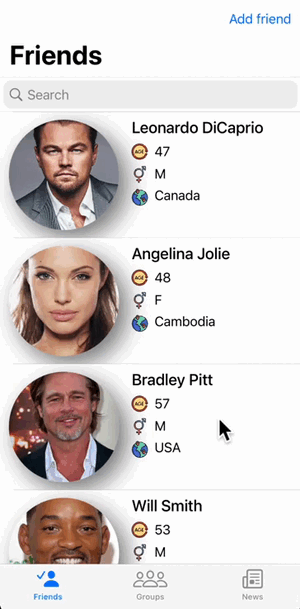 Add friend
Friends
Search
Leonardo DiCaprio
AGE 47
M
Canada
Angelina Jolie
AGE 48
F
Cambodia
Bradley Pitt
AGE 57
M
USA
Will Smith
AGE 53
M
Friends Groups News